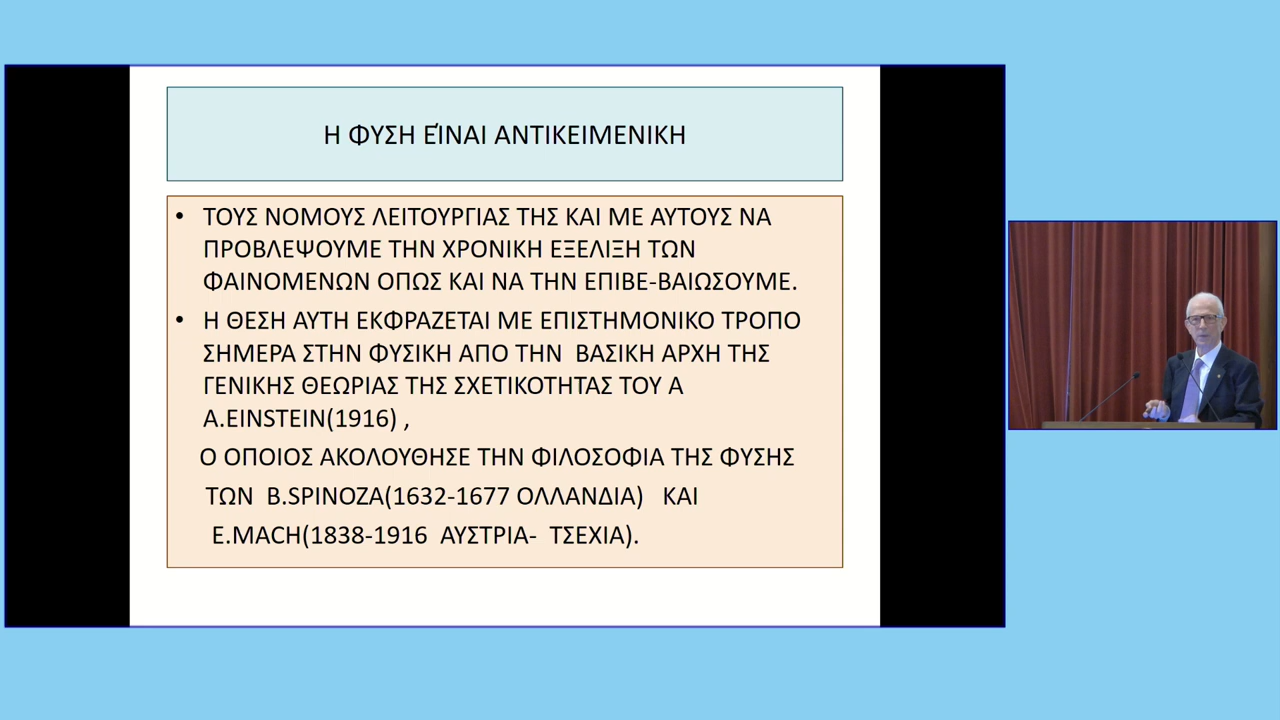 Η ΦΥΣΗ ΕΊΝΑΙ ΑΝΤΙΚΕΙΜΕΝΙΚΗ
• ΤΟΥΣ ΝΟΜΟΥΣ ΛΕΙΤΟΥΡΓΙΑΣ ΤΗΣ ΚΑΙ ΜΕ ΑΥΤΟΥΣ ΝΑ
ΠΡΟΒΛΕΨΟΥΜΕ ΤΗΝ ΧΡΟΝΙΚΗ ΕΞΕΛΙΞΗ ΤΩΝ
ΦΑΙΝΟΜΕΝΩΝ ΟΠΩΣ ΚΑΙ ΝΑ ΤΗΝ ΕΠΙΒΕ-ΒΑΙΩΣΟΥΜΕ.
• Η ΘΕΣΗ ΑΥΤΗ ΕΚΦΡΑΖΕΤΑΙ ΜΕ ΕΠΙΣΤΗΜΟΝΙΚΟ ΤΡΟΠΟ
ΣΗΜΕΡΑ ΣΤΗΝ ΦΥΣΙΚΗ ΑΠΟ ΤΗΝ ΒΑΣΙΚΗ ΑΡΧΗ ΤΗΣ
ΓΕΝΙΚΗΣ ΘΕΩΡΙΑΣ ΤΗΣ ΣΧΕΤΙΚΟΤΗΤΑΣ ΤΟΥ Α
A.EINSTEIN(1916) ,
Ο ΟΠΟΙΟΣ ΑΚΟΛΟΥΘΗΣΕ ΤΗΝ ΦΙΛΟΣΟΦΙΑ ΤΗΣ ΦΥΣΗΣ
ΤΩΝ B.SPINOZA(1632-1677 ΟΛΛΑΝΔΙΑ) ΚΑΙ
E.MACH(1838-1916 ΑΥΣΤΡΙΑ- ΤΣΕΧΙΑ).